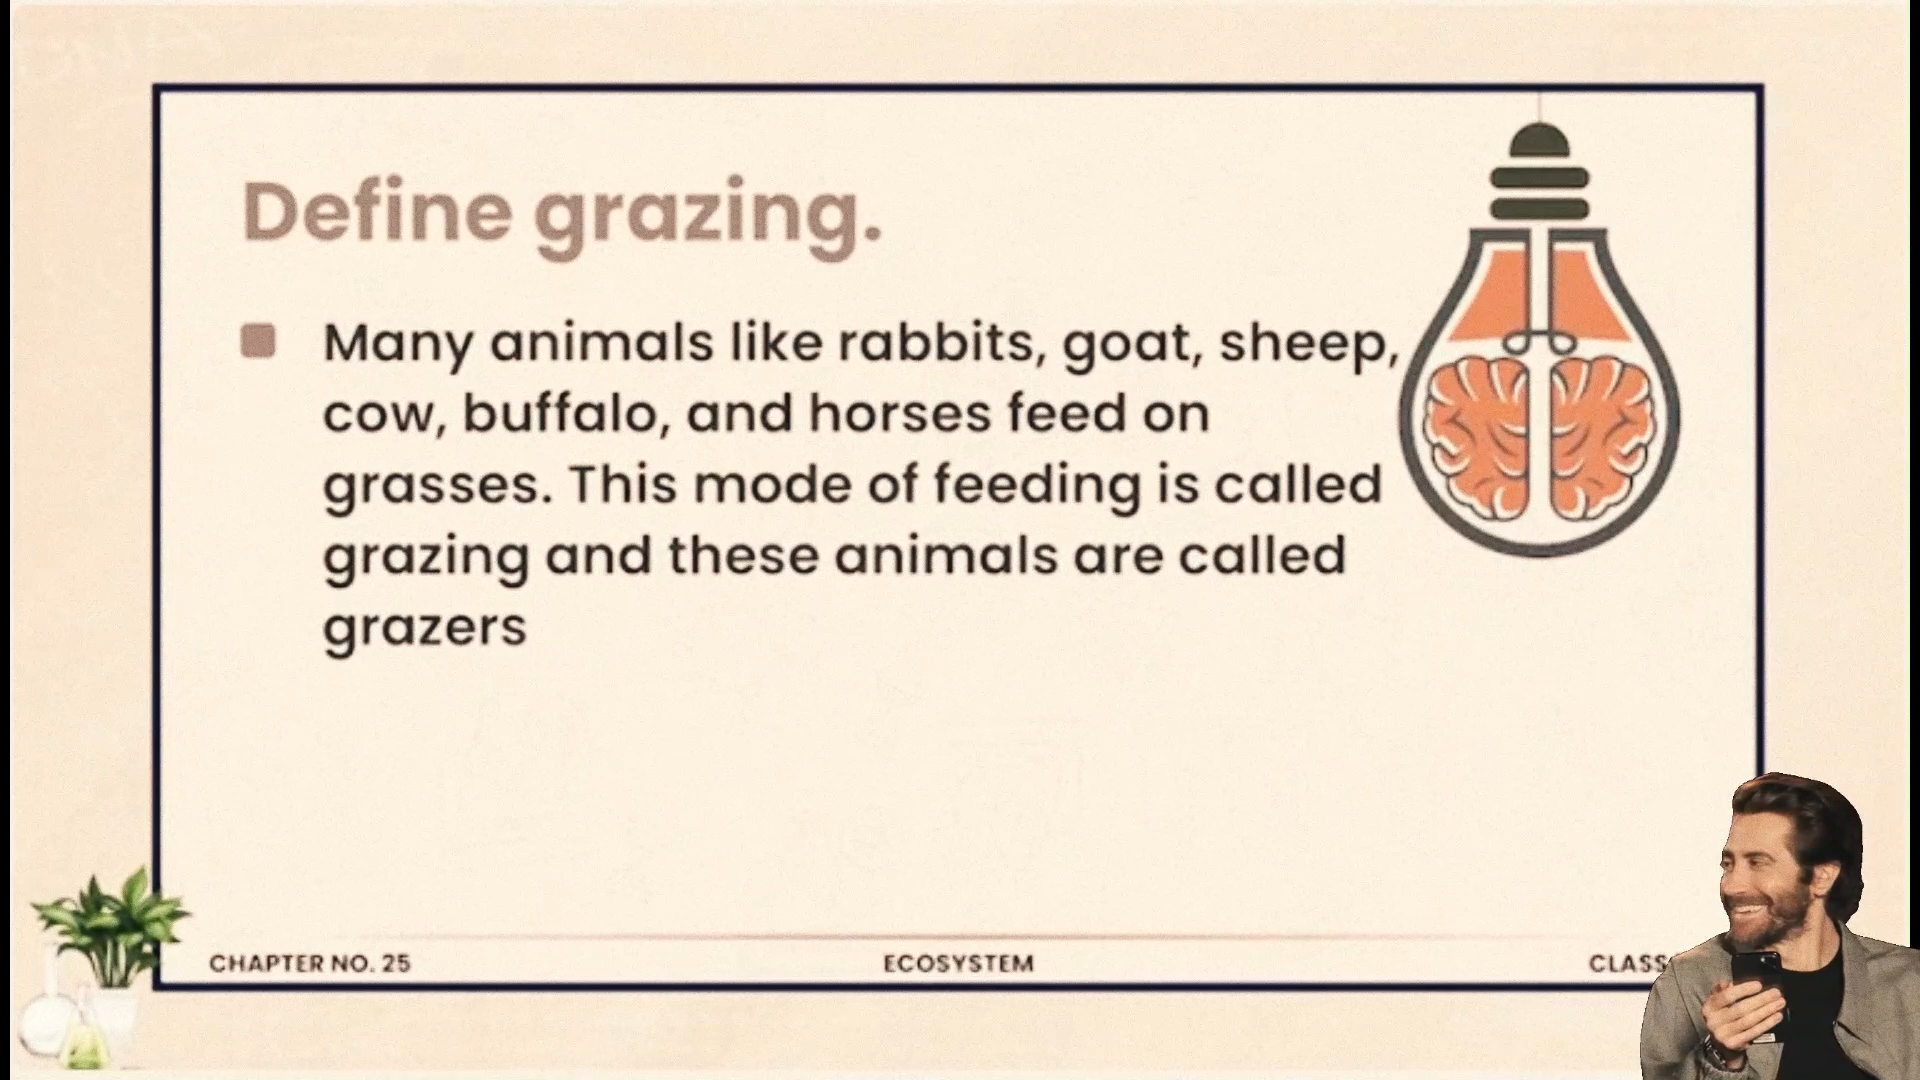 Define grazing.
Many animals like rabbits, goat, sheep,
cow, buffalo, and horses feed on
grasses. This mode of feeding is called
grazing and these animals are called
grazers
CHAPTER NO. 25
ECOSYSTEM
CLASS